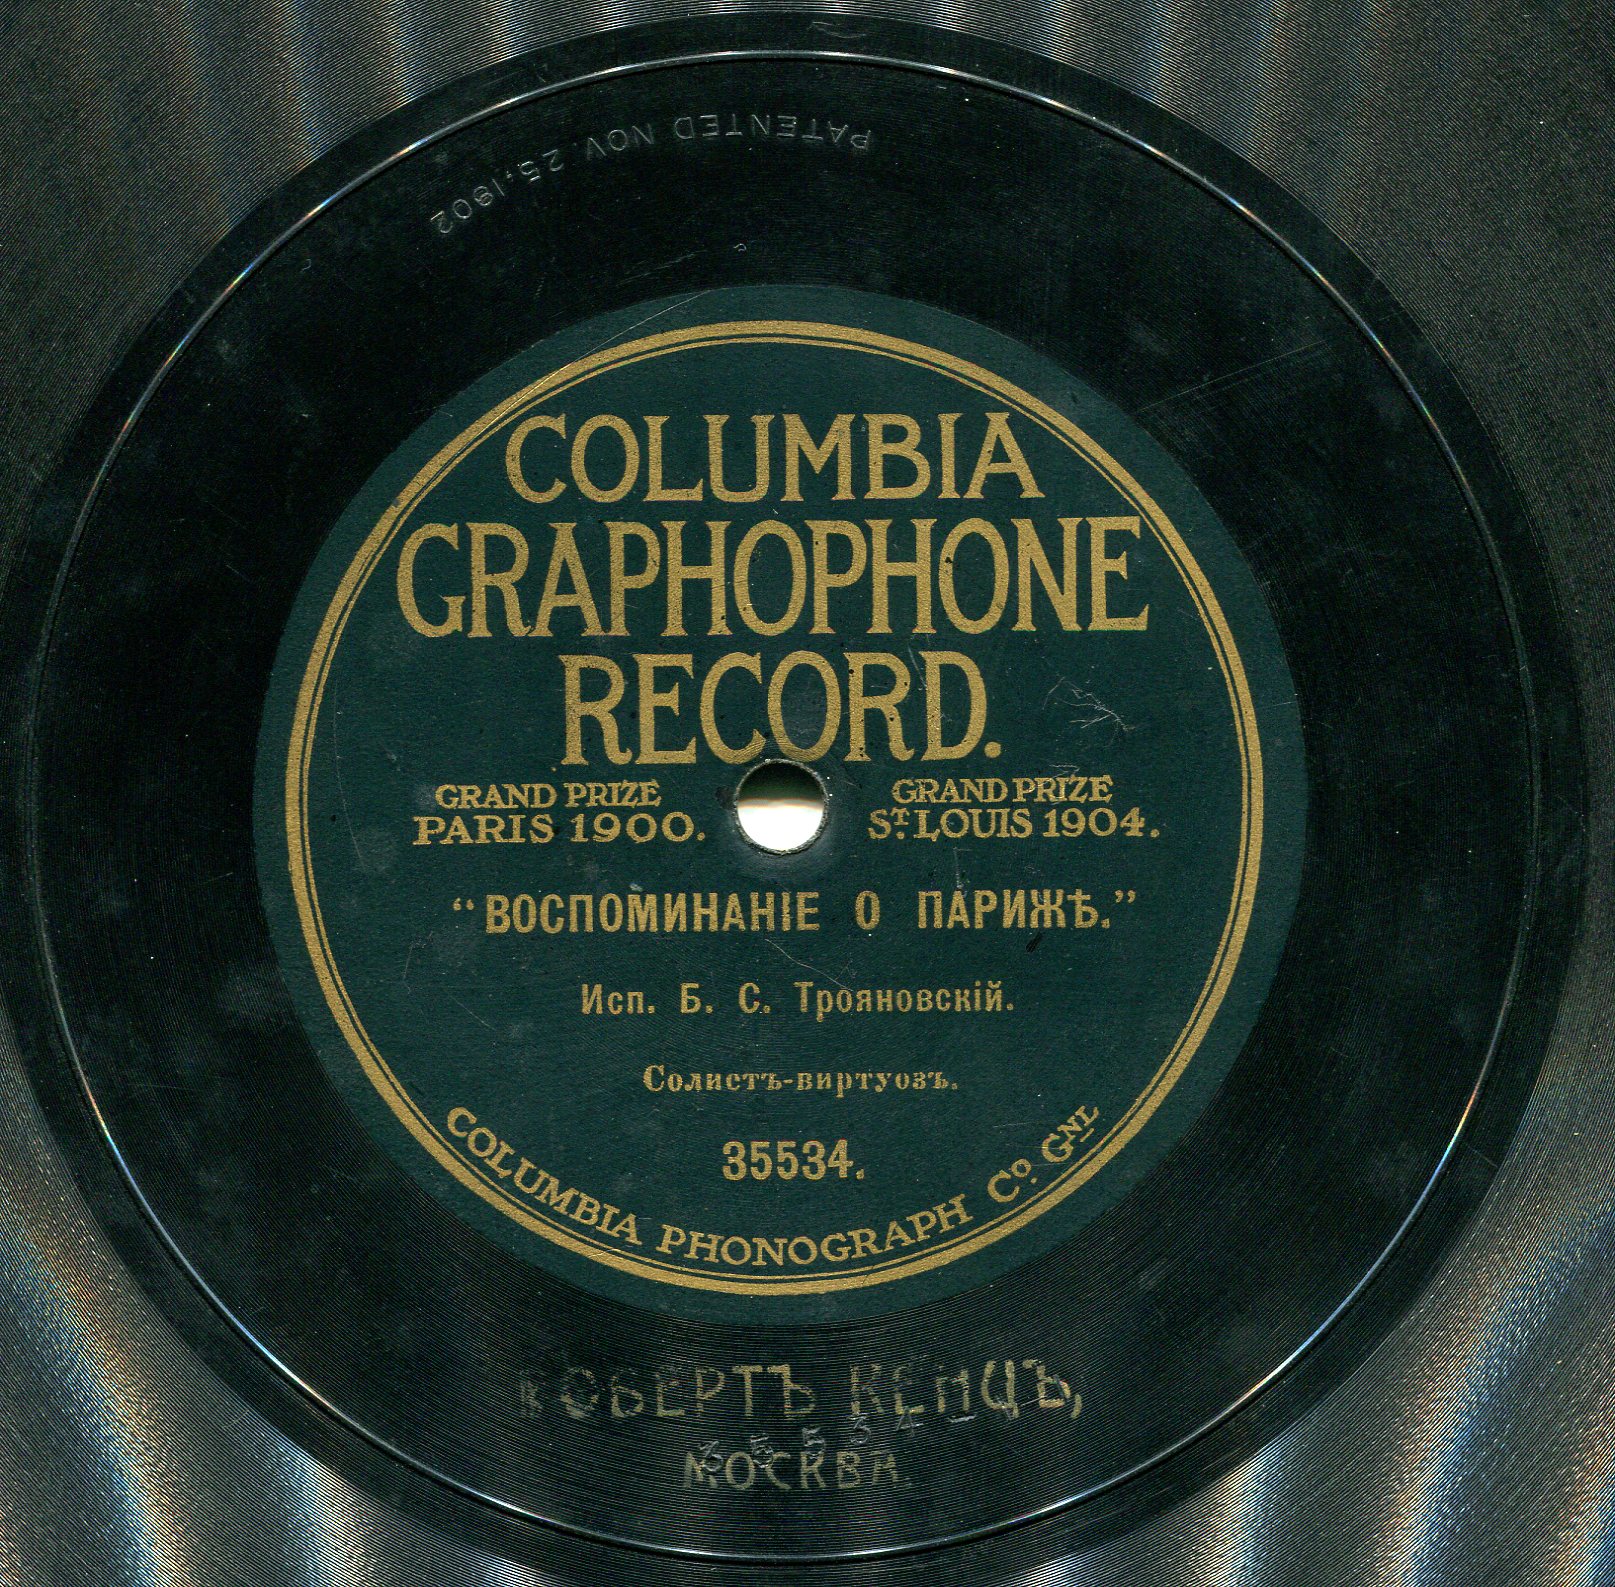 PATENTED NOV. 25, 1902
COLUMBIA
GRAPHOPHONE
RECORD.
GRAND PRIZE
PARIS 1900.
GRAND PRIZE
ST. LOUIS 1904.
“ВОСПОМИНАНІЕ О ПАРИЖѢ.”
Исп. Б. С. Трояновскій.
Солистъ-виртуозъ.
35534.
COLUMBIA PHONOGRAPH Co. GNL
РОБЕРТЪ КЕНЦЪ,
35534
МОСКВА